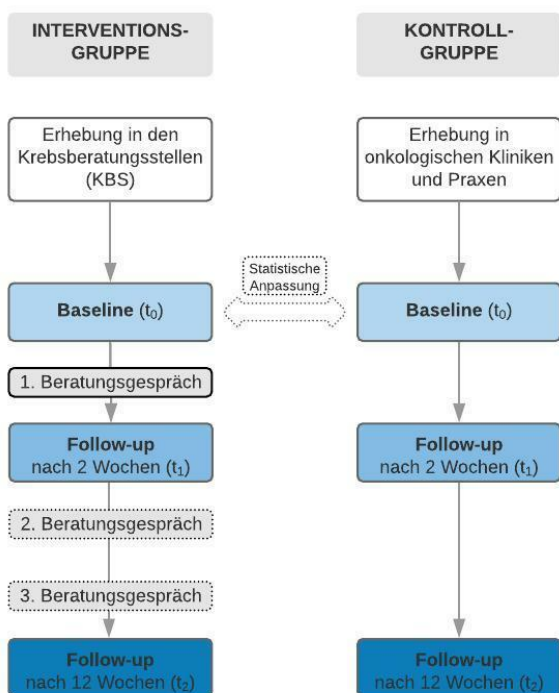 INTERVENTIONS-
GRUPPE
KONTROLL-
GRUPPE
Erhebung in den
Krebsberatungsstellen
(KBS)
Erhebung in
onkologischen Kliniken
und Praxen
Statistische
Anpassung
Baseline (t₀)
Baseline (t₀)
1. Beratungsgespräch
Follow-up
nach 2 Wochen (t₁)
Follow-up
nach 2 Wochen (t₁)
2. Beratungsgespräch
3. Beratungsgespräch
Follow-up
nach 12 Wochen (t₂)
Follow-up
nach 12 Wochen (t₂)